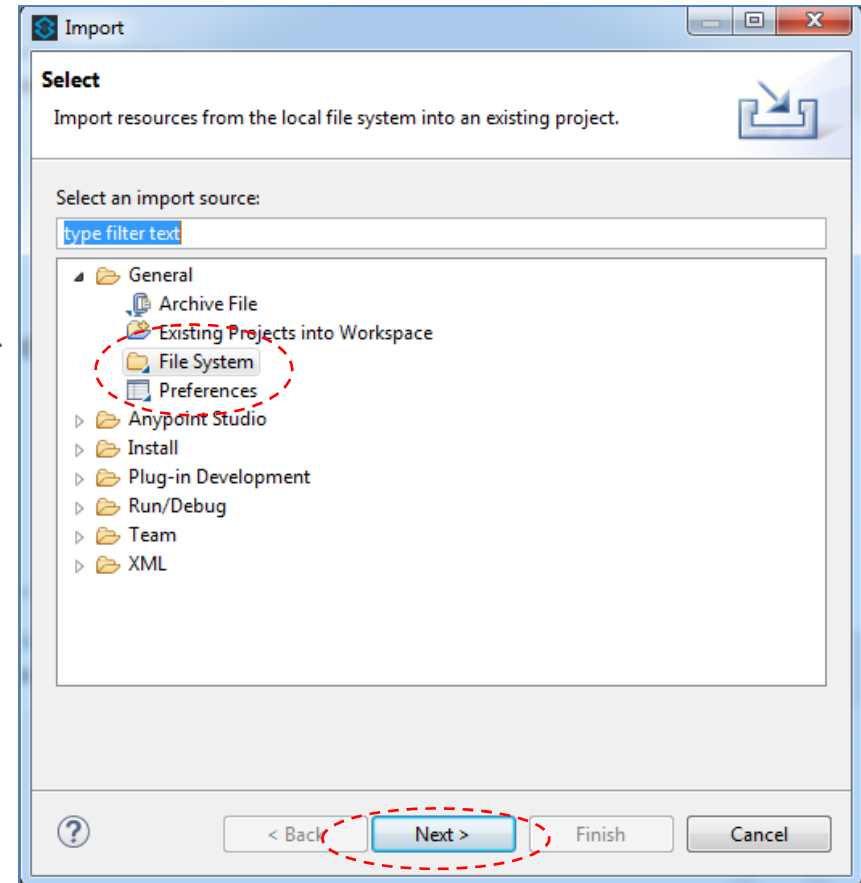 Import
Select
Import resources from the local file system into an existing project.
Select an import source:
type filter text
General
Archive File
Existing Projects into Workspace
File System
Preferences
Anypoint Studio
Install
Plug-in Development
Run/Debug
Team
XML
? < Back Next > Finish Cancel